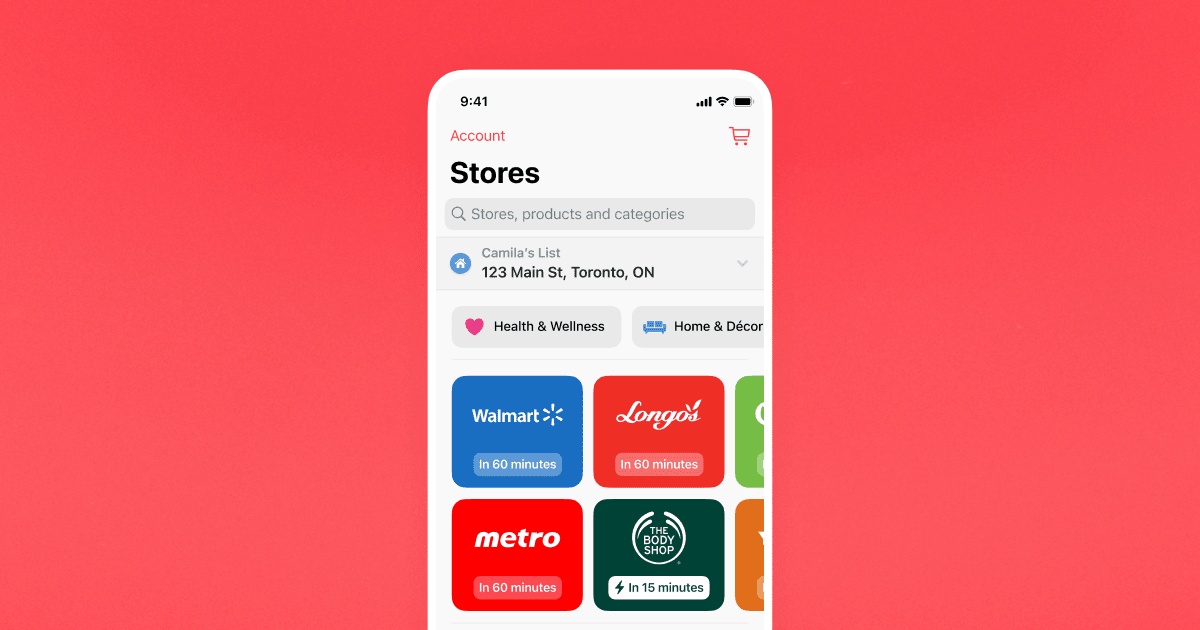 9:41
Account
Stores
Stores, products and categories
Camila's List
123 Main St, Toronto, ON
Health & Wellness
Home & Décor
Walmart
Longo's
In 60 minutes
In 60 minutes
metro
THE
BODY
SHOP
In 60 minutes
In 15 minutes